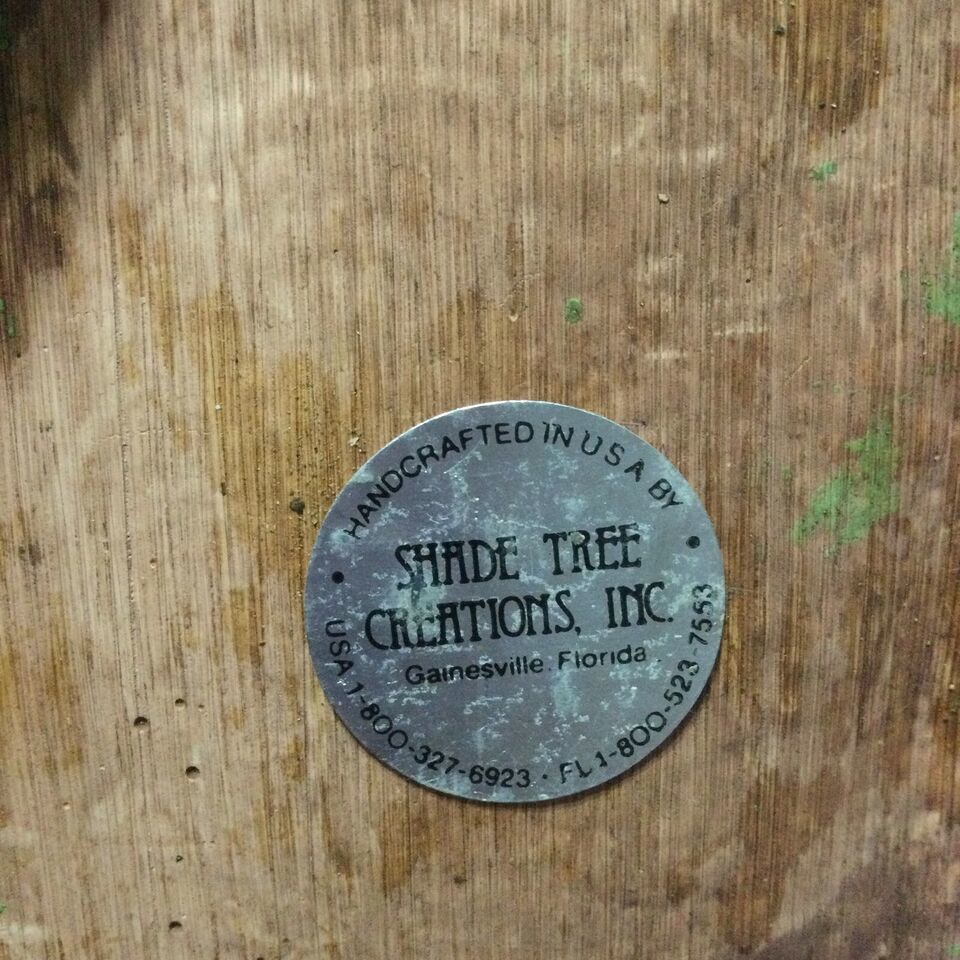 HANDCRAFTED IN U S A BY
SHADE TREE
CREATIONS, INC.
Gainesville, Florida
USA 1-800-327-6923 · FL 1-800-523-7553